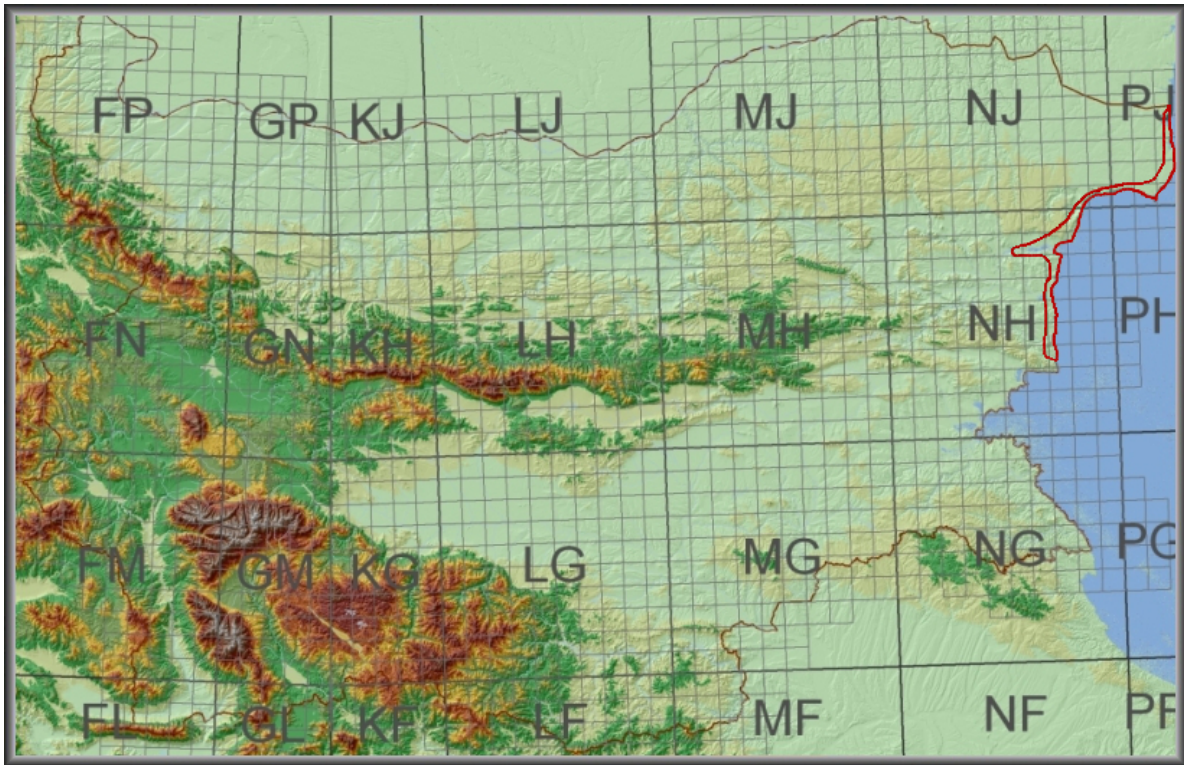 FP GP KJ LJ MJ NJ PJ
FN GN KH LH MH NH PH
FM GM KG LG MG NG PG
FL GL KF LF MF NF PF